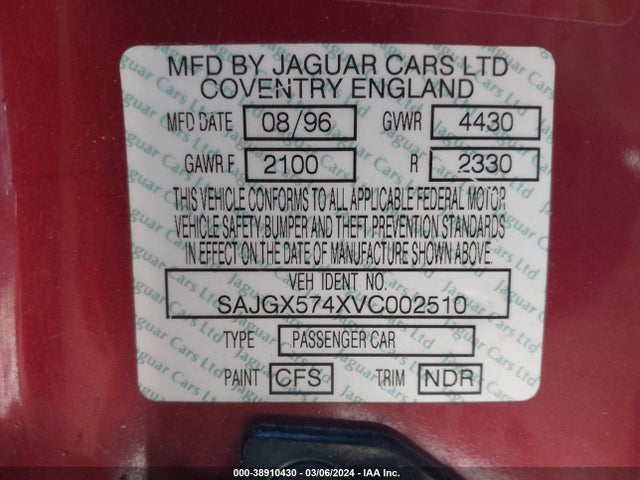 MFD BY JAGUAR CARS LTD
COVENTRY ENGLAND
MFD DATE 08/96 GVWR 4430
GAWR F 2100 R 2330
THIS VEHICLE CONFORMS TO ALL APPLICABLE FEDERAL MOTOR
VEHICLE SAFETY, BUMPER AND THEFT PREVENTION STANDARDS
IN EFFECT ON THE DATE OF MANUFACTURE SHOWN ABOVE.
VEH IDENT NO.
SAJGX574XVC002510
TYPE PASSENGER CAR
PAINT CFS TRIM NDR
000-38910430 - 03/06/2024 - IAA Inc.